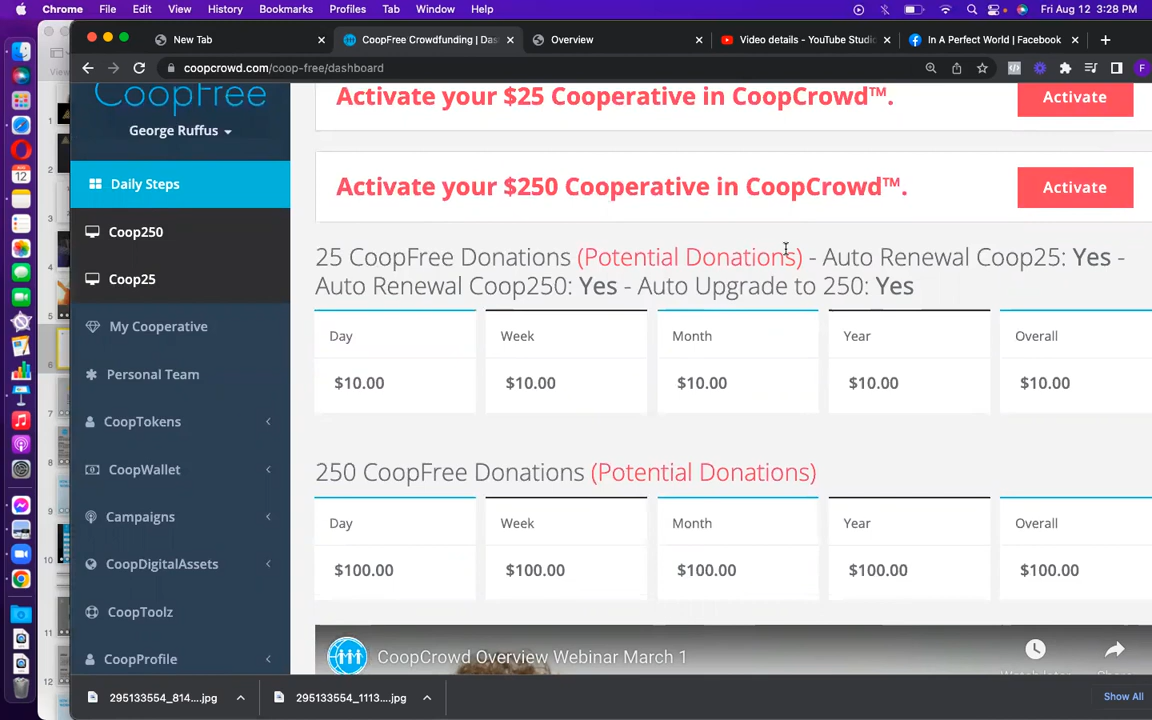 Chrome File Edit View History Bookmarks Profiles Tab Window Help Fri Aug 12 3:28 PM
New Tab CoopFree Crowdfunding | Das Overview Video details - YouTube Studio In A Perfect World | Facebook
coopcrowd.com/coop-free/dashboard F
CoopFree
George Ruffus
Daily Steps
Coop250
Coop25
My Cooperative
Personal Team
CoopTokens
CoopWallet
Campaigns
CoopDigitalAssets
CoopToolz
CoopProfile
Activate your $25 Cooperative in CoopCrowd™. Activate
Activate your $250 Cooperative in CoopCrowd™. Activate
25 CoopFree Donations (Potential Donations) - Auto Renewal Coop25: Yes -
Auto Renewal Coop250: Yes - Auto Upgrade to 250: Yes
Day Week Month Year Overall
$10.00 $10.00 $10.00 $10.00 $10.00
250 CoopFree Donations (Potential Donations)
Day Week Month Year Overall
$100.00 $100.00 $100.00 $100.00 $100.00
CoopCrowd Overview Webinar March 1
295133554_814....jpg 295133554_1113....jpg Show All